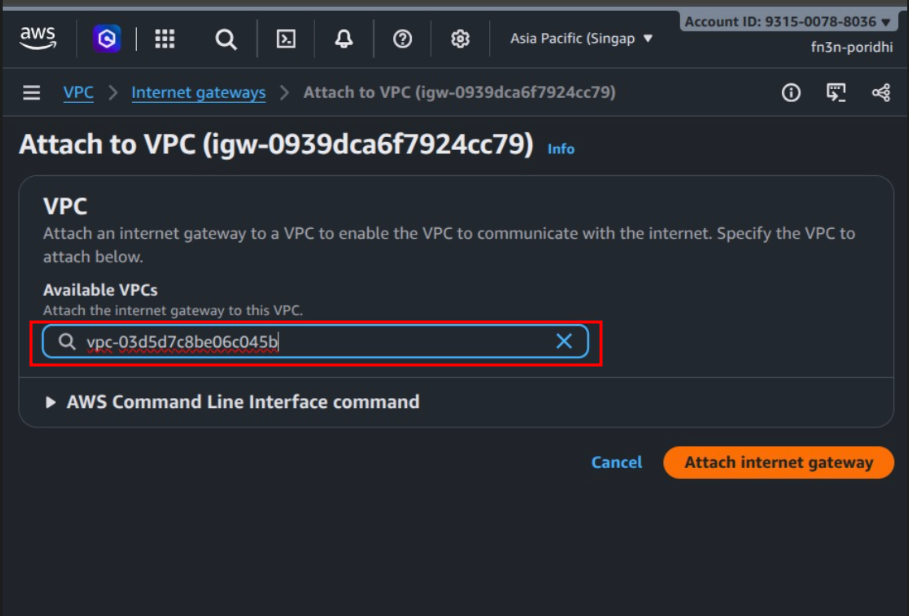 aws
Asia Pacific (Singap
Account ID: 9315-0078-8036
fn3n-poridhi
VPC > Internet gateways > Attach to VPC (igw-0939dca6f7924cc79)
Attach to VPC (igw-0939dca6f7924cc79) Info
VPC
Attach an internet gateway to a VPC to enable the VPC to communicate with the internet. Specify the VPC to
attach below.
Available VPCs
Attach the internet gateway to this VPC.
vpc-03d5d7c8be06c045b
AWS Command Line Interface command
Cancel Attach internet gateway